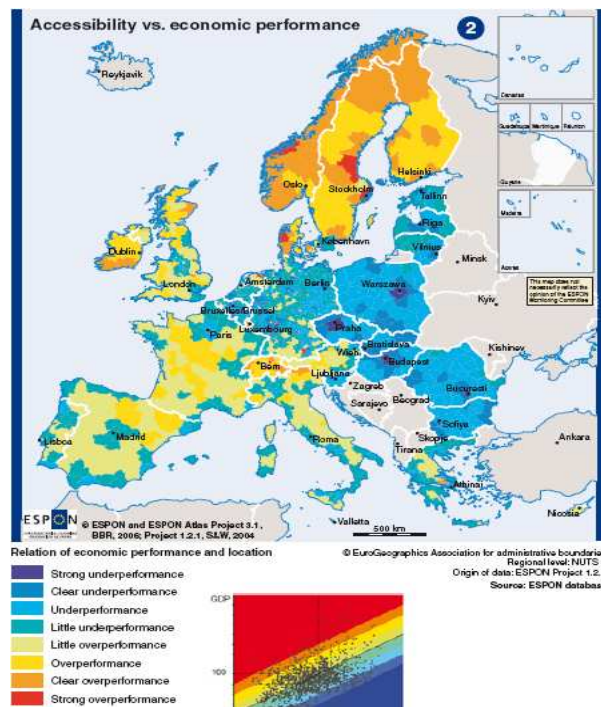 Accessibility vs. economic performance
2
Reykjavik
Canarias
Guadeloupe Martinique Réunion
Guyane
Madeira
Açores
This map does not
necessarily reflect the
opinion of the ESPON
Monitoring Committee
Helsinki
Oslo
Stockholm
Tallinn
Riga
København
Vilnius
Minsk
Dublin
Amsterdam
Berlin
Warszawa
London
Kyiv
Bruxelles/Brussel
Luxembourg
Praha
Paris
Kishinev
Bratislava
Wien
Budapest
Bern
Ljubljana
Zagreb
Bucuresti
Beograd
Sarajevo
Sofiya
Skopje
Ankara
Lisboa
Madrid
Roma
Tirana
Athinai
Nicosia
Valletta
500 km
ESPON
© ESPON and ESPON Atlas Project 3.1,
BBR, 2006; Project 1.2.1, S&W, 2004
Relation of economic performance and location
Strong underperformance
Clear underperformance
Underperformance
Little underperformance
Little overperformance
Overperformance
Clear overperformance
Strong overperformance
© EuroGeographics Association for administrative boundarie
Regional level: NUTS
Origin of data: ESPON Project 1.2.
Source: ESPON databas
GDP
100